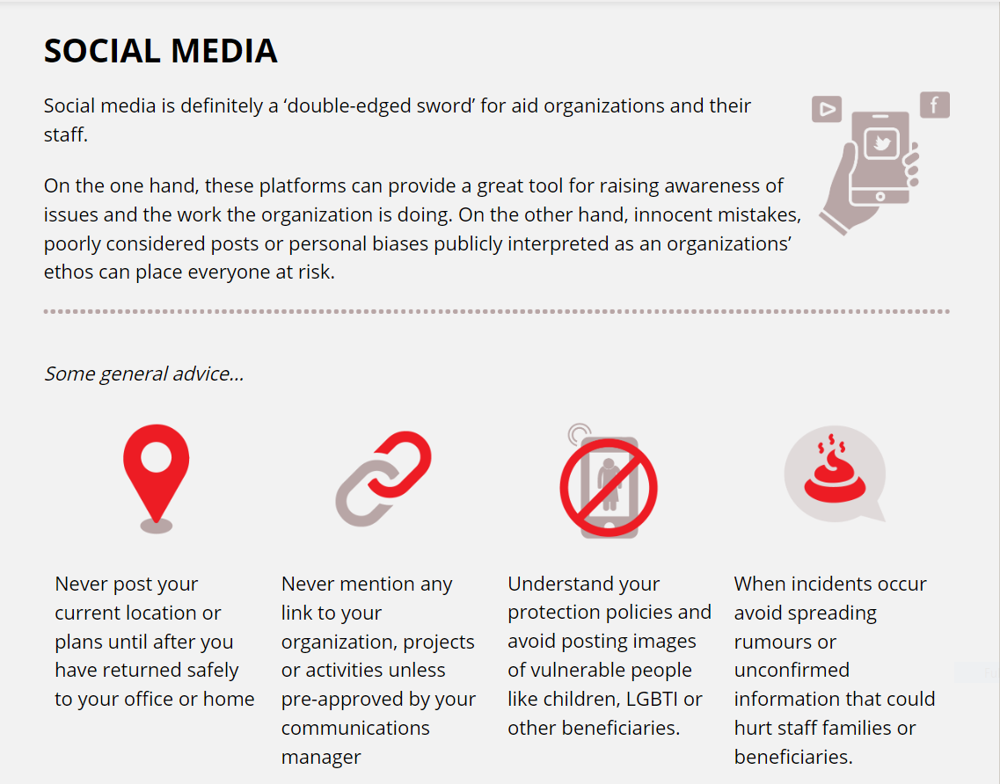 SOCIAL MEDIA
Social media is definitely a ‘double-edged sword’ for aid organizations and their
staff.
On the one hand, these platforms can provide a great tool for raising awareness of
issues and the work the organization is doing. On the other hand, innocent mistakes,
poorly considered posts or personal biases publicly interpreted as an organizations’
ethos can place everyone at risk.
Some general advice...
Never post your
current location or
plans until after you
have returned safely
to your office or home
Never mention any
link to your
organization, projects
or activities unless
pre-approved by your
communications
manager
Understand your
protection policies and
avoid posting images
of vulnerable people
like children, LGBTI or
other beneficiaries.
When incidents occur
avoid spreading
rumours or
unconfirmed
information that could
hurt staff families or
beneficiaries.